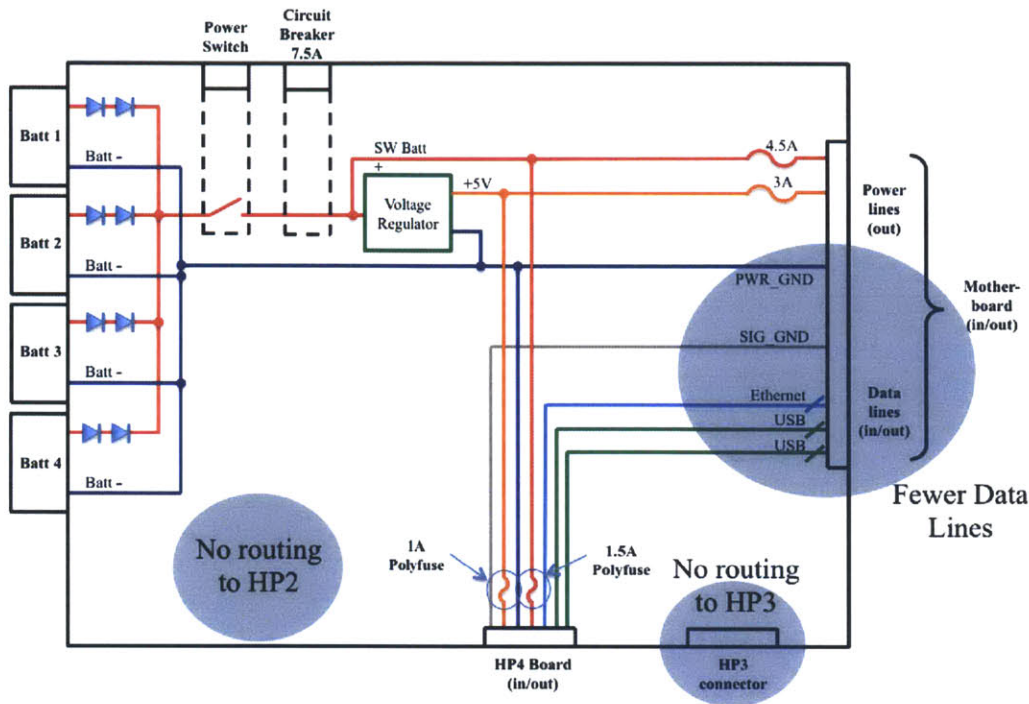 Power
Switch
Circuit
Breaker
7.5A
Batt 1
Batt -
Batt 2
Batt -
Batt 3
Batt -
Batt 4
Batt -
SW Batt
+
Voltage
Regulator
+5V
4.5A
3A
Power
lines
(out)
PWR_GND
SIG_GND
Ethernet
USB
USB
Data
lines
(in/out)
Mother-
board
(in/out)
Fewer Data
Lines
No routing
to HP2
1A
Polyfuse
1.5A
Polyfuse
No routing
to HP3
HP4 Board
(in/out)
HP3
connector